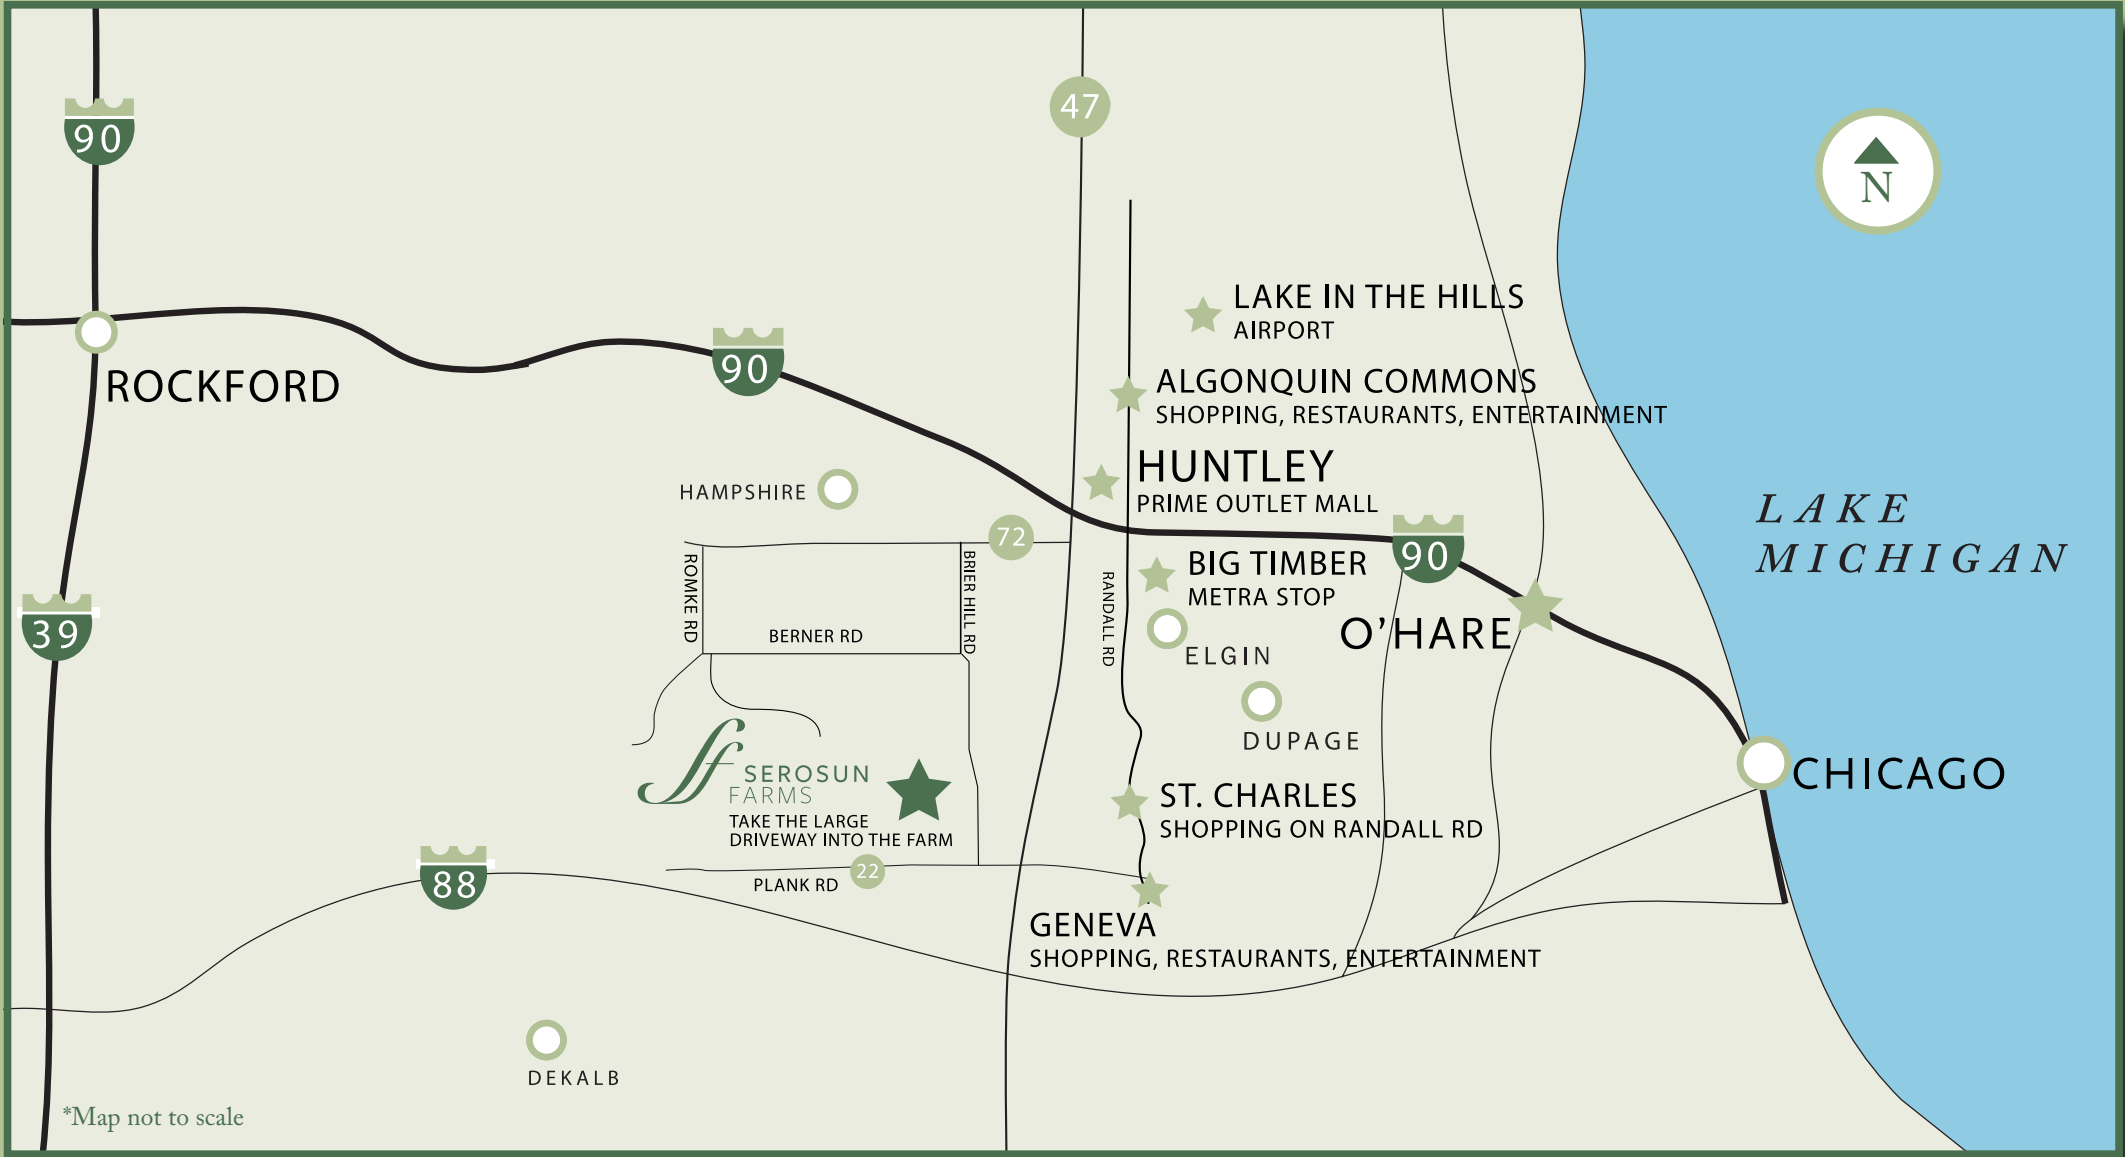 90
47
N
LAKE IN THE HILLS
AIRPORT
90
ROCKFORD
ALGONQUIN COMMONS
SHOPPING, RESTAURANTS, ENTERTAINMENT
HUNTLEY
PRIME OUTLET MALL
HAMPSHIRE
LAKE
MICHIGAN
72
90
ROMKE RD
BRIER HILL RD
BIG TIMBER
METRA STOP
RANDALL RD
39
BERNER RD
O'HARE
ELGIN
DUPAGE
SEROSUN
FARMS
CHICAGO
TAKE THE LARGE
DRIVEWAY INTO THE FARM
ST. CHARLES
SHOPPING ON RANDALL RD
88
22
PLANK RD
GENEVA
SHOPPING, RESTAURANTS, ENTERTAINMENT
DEKALB
*Map not to scale